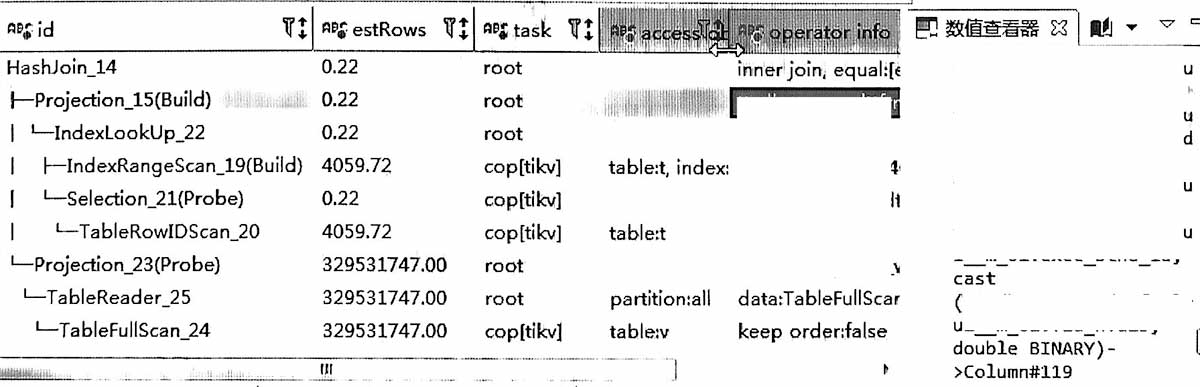 id estRows task access operator info 数值查看器
HashJoin_14 0.22 root inner join, equal:[e
├─Projection_15(Build) 0.22 root
│ └─IndexLookUp_22 0.22 root
│ ├─IndexRangeScan_19(Build) 4059.72 cop[tikv] table:t, index:
│ └─Selection_21(Probe) 0.22 cop[tikv]
│ └─TableRowIDScan_20 4059.72 cop[tikv] table:t
└─Projection_23(Probe) 329531747.00 root
└─TableReader_25 329531747.00 root partition:all data:TableFullScan
└─TableFullScan_24 329531747.00 cop[tikv] table:v keep order:false
u
u
d
u
u
cast
(
double BINARY)-
>Column#119